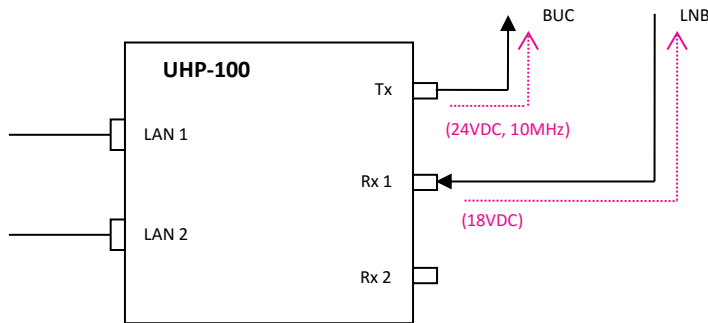 BUC
LNB
UHP-100
Tx
(24VDC, 10MHz)
LAN 1
Rx 1
(18VDC)
LAN 2
Rx 2